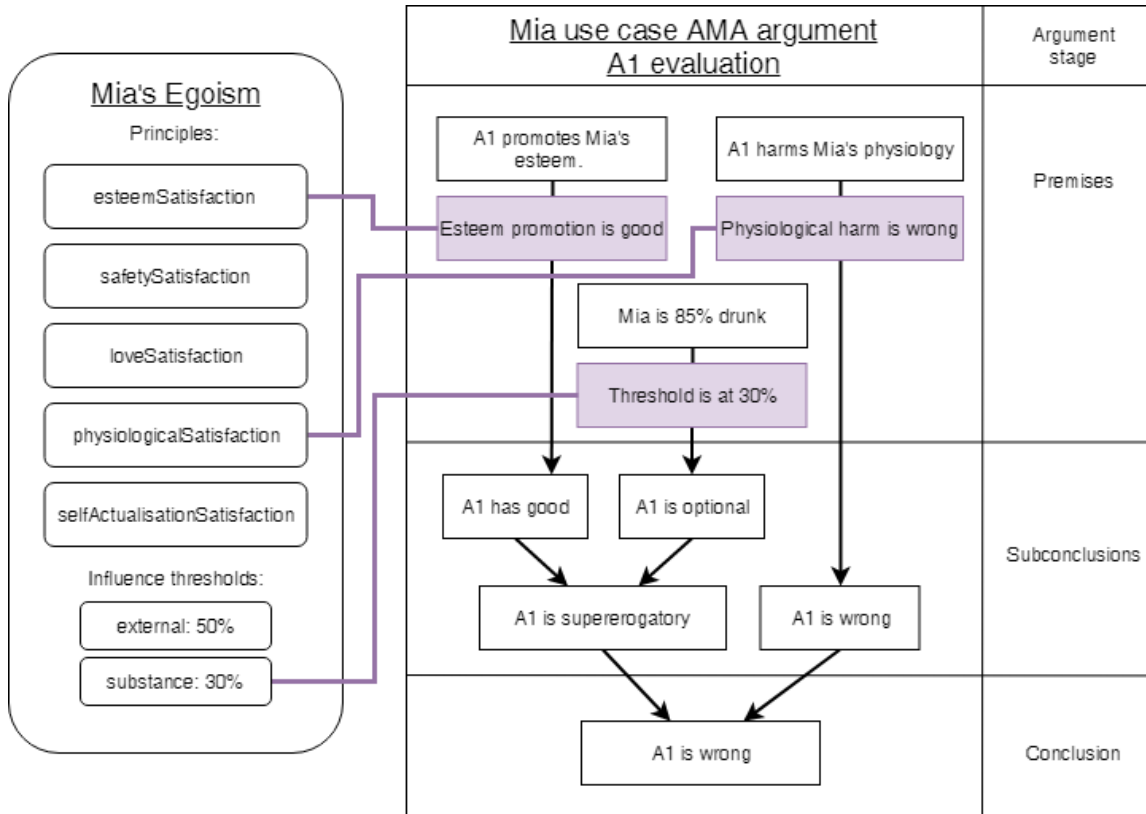 Mia's Egoism
Principles:
esteemSatisfaction
safetySatisfaction
loveSatisfaction
physiologicalSatisfaction
selfActualisationSatisfaction
Influence thresholds:
external: 50%
substance: 30%
Mia use case AMA argument
A1 evaluation
Argument
stage
A1 promotes Mia's
esteem.
A1 harms Mia's physiology
Premises
Esteem promotion is good
Physiological harm is wrong
Mia is 85% drunk
Threshold is at 30%
A1 has good
A1 is optional
Subconclusions
A1 is supererogatory
A1 is wrong
A1 is wrong
Conclusion